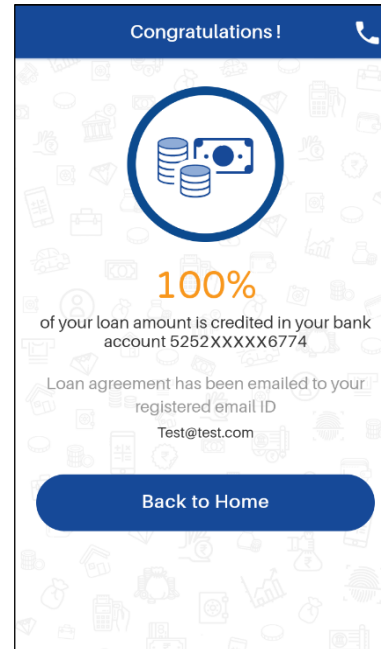 Congratulations !
100%
of your loan amount is credited in your bank
account 5252XXXXX6774
Loan agreement has been emailed to your
registered email ID
Test@test.com
Back to Home